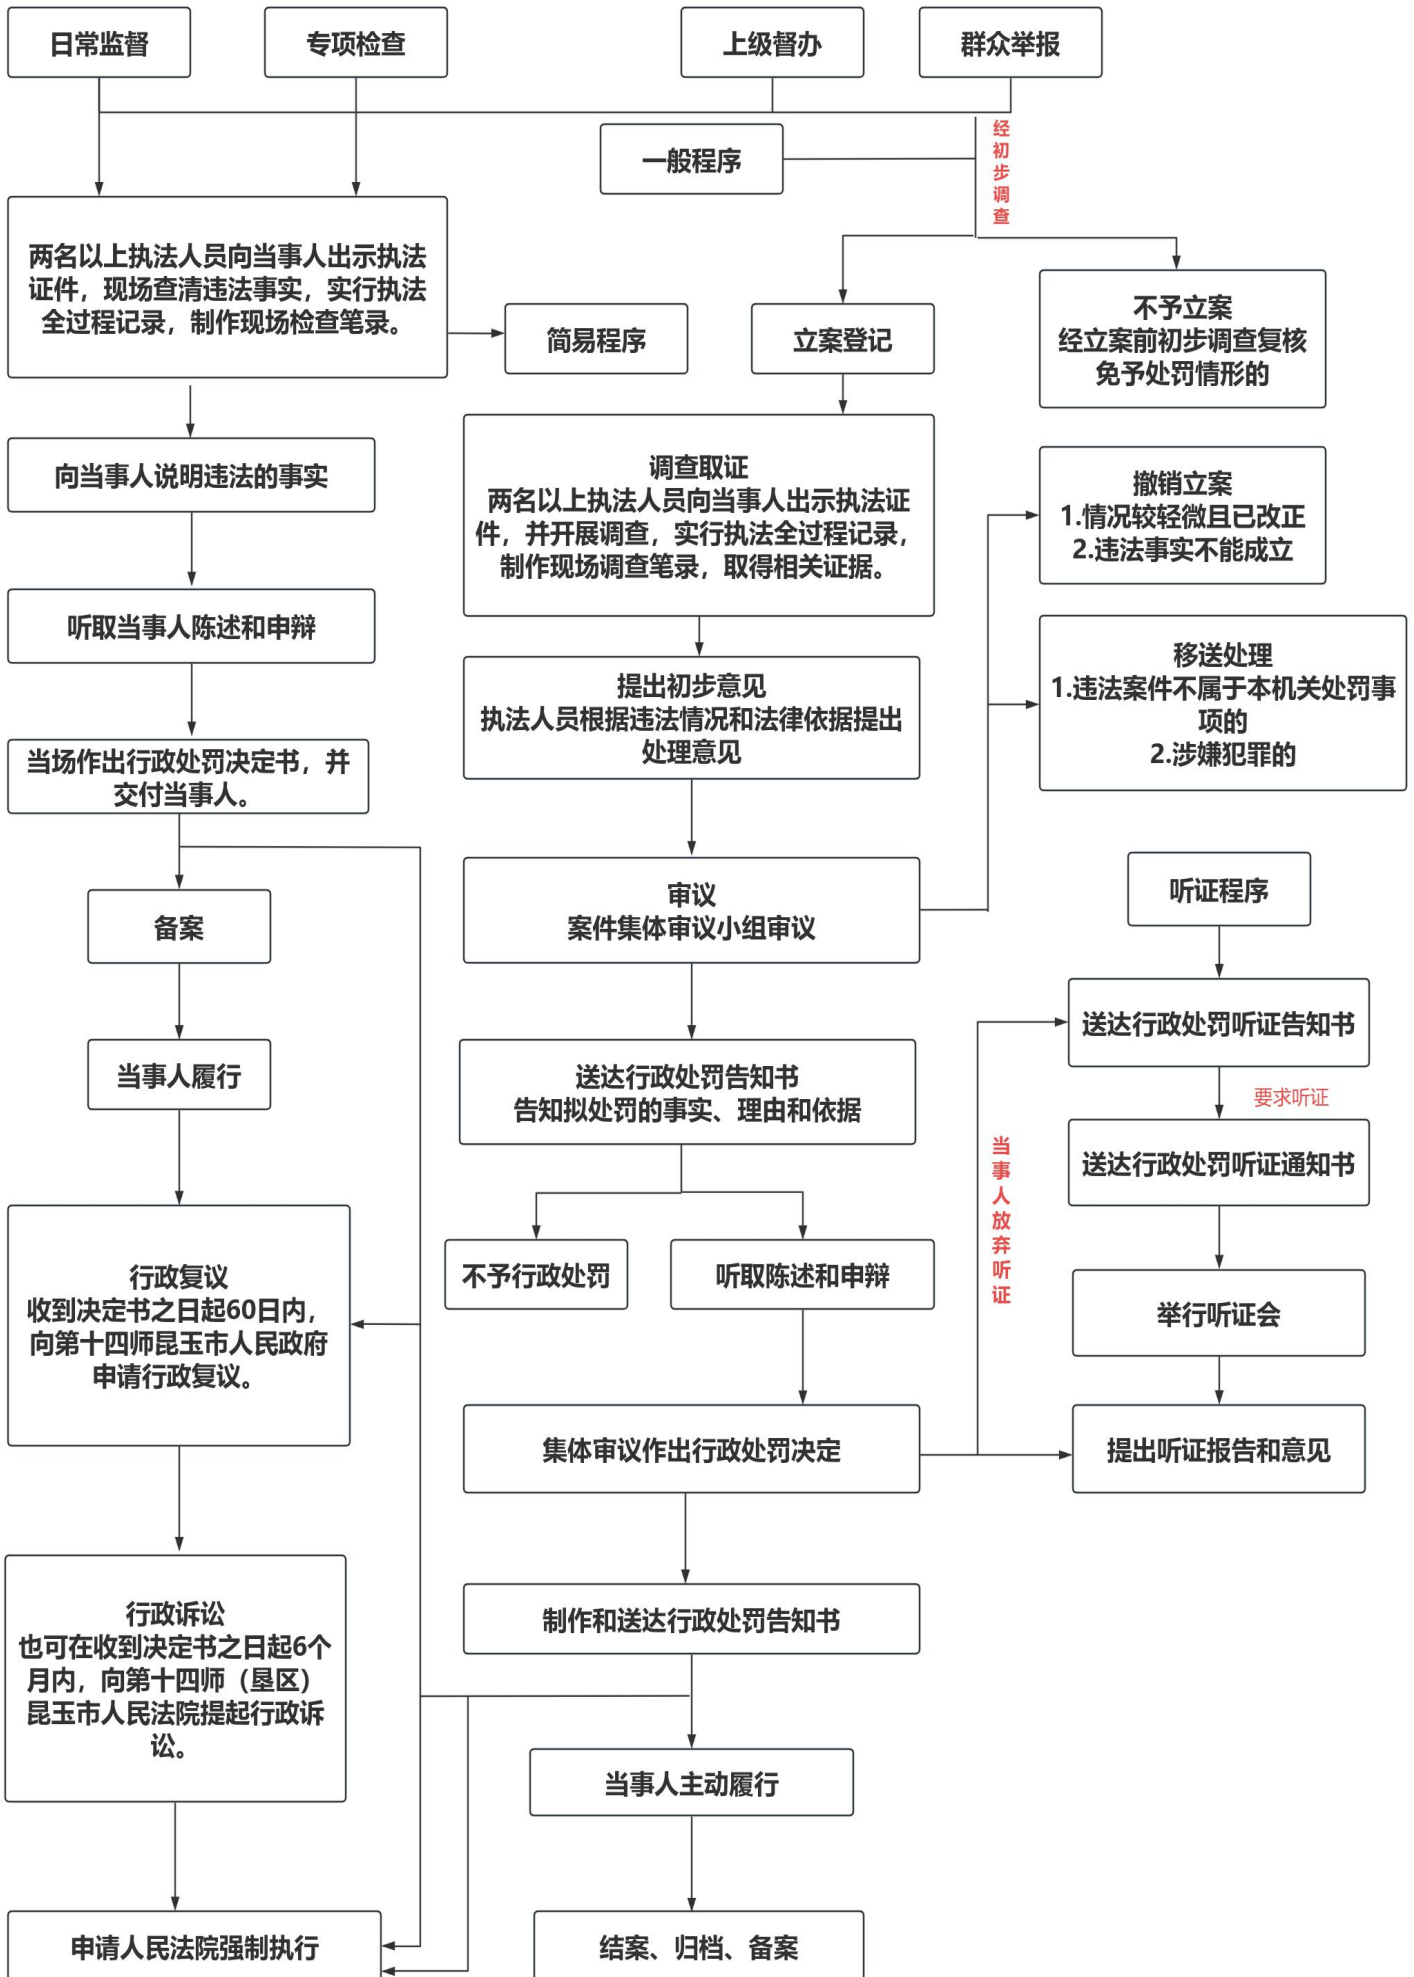 日常监督
专项检查
上级督办
群众举报
一般程序
经初步调查
两名以上执法人员向当事人出示执法
证件，现场查清违法事实，实行执法
全过程记录，制作现场检查笔录。
简易程序
立案登记
不予立案
经立案前初步调查复核
免予处罚情形的
向当事人说明违法的事实
调查取证
两名以上执法人员向当事人出示执法证
件，并开展调查，实行执法全过程记录，
制作现场调查笔录，取得相关证据。
撤销立案
1.情况较轻微且已改正
2.违法事实不能成立
听取当事人陈述和申辩
提出初步意见
执法人员根据违法情况和法律依据提出
处理意见
移送处理
1.违法案件不属于本机关处罚事
项的
2.涉嫌犯罪的
当场作出行政处罚决定书，并
交付当事人。
备案
审议
案件集体审议小组审议
听证程序
当事人履行
送达行政处罚告知书
告知拟处罚的事实、理由和依据
送达行政处罚听证告知书
要求听证
送达行政处罚听证通知书
当事人放弃听证
行政复议
收到决定书之日起60日内，
向第十四师昆玉市人民政府
申请行政复议。
不予行政处罚
听取陈述和申辩
举行听证会
集体审议作出行政处罚决定
提出听证报告和意见
行政诉讼
也可在收到决定书之日起6个
月内，向第十四师（垦区）
昆玉市人民法院提起行政诉
讼。
制作和送达行政处罚告知书
当事人主动履行
申请人民法院强制执行
结案、归档、备案